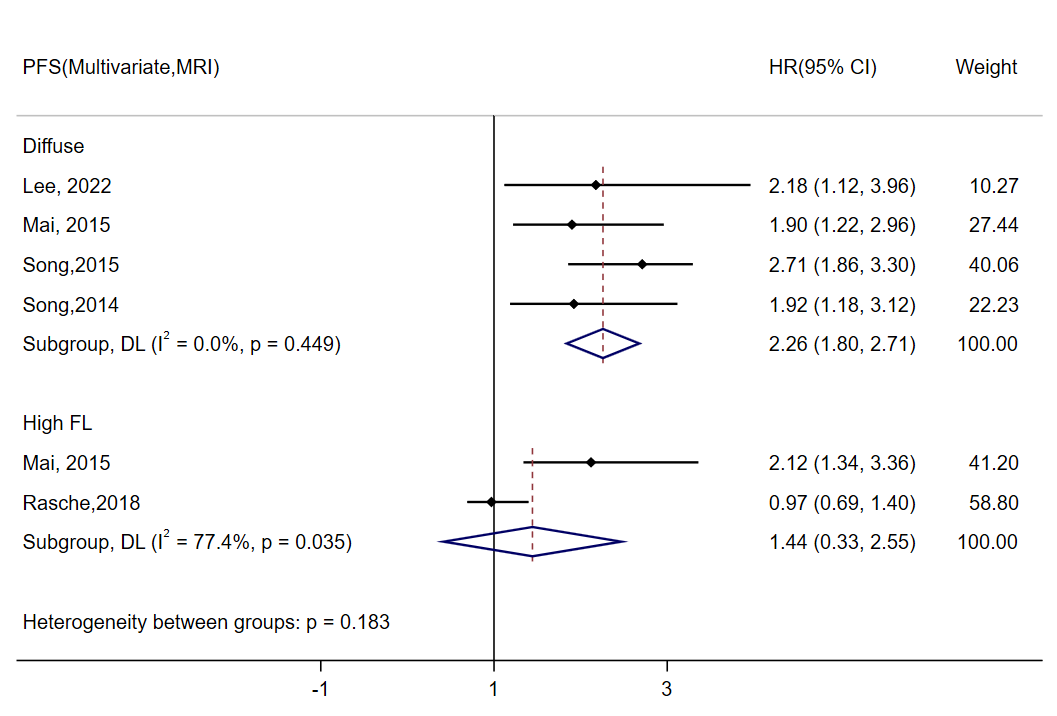 PFS(Multivariate,MRI) HR(95% CI) Weight
Diffuse
Lee, 2022 2.18 (1.12, 3.96) 10.27
Mai, 2015 1.90 (1.22, 2.96) 27.44
Song,2015 2.71 (1.86, 3.30) 40.06
Song,2014 1.92 (1.18, 3.12) 22.23
Subgroup, DL (I² = 0.0%, p = 0.449) 2.26 (1.80, 2.71) 100.00
High FL
Mai, 2015 2.12 (1.34, 3.36) 41.20
Rasche,2018 0.97 (0.69, 1.40) 58.80
Subgroup, DL (I² = 77.4%, p = 0.035) 1.44 (0.33, 2.55) 100.00
Heterogeneity between groups: p = 0.183
-1 1 3